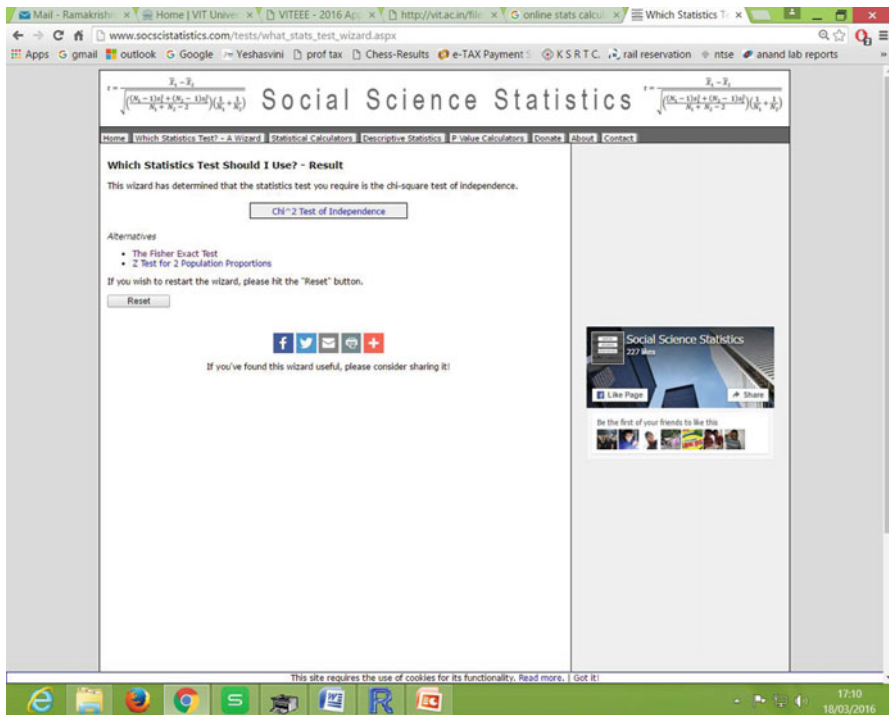 Mail - Ramakrish
Home | VIT Univer
VITEEE - 2016 Ap
http://vit.ac.in/file
online stats calcul
Which Statistics T
www.socscistatistics.com/tests/what_stats_test_wizard.aspx
Apps G gmail outlook G Google Yeshasvini prof tax Chess-Results e-TAX Payment S K S R T C. rail reservation ntse anand lab reports »
Social Science Statistics
Home Which Statistics Test? - A Wizard Statistical Calculators Descriptive Statistics P Value Calculators Donate About Contact
Which Statistics Test Should I Use? - Result
This wizard has determined that the statistics test you require is the chi-square test of independence.
Chi^2 Test of Independence
Alternatives
• The Fisher Exact Test
• Z Test for 2 Population Proportions
If you wish to restart the wizard, please hit the "Reset" button.
Reset
If you've found this wizard useful, please consider sharing it!
Social Science Statistics
227 likes
Like Page
Share
Be the first of your friends to like this
This site requires the use of cookies for its functionality. Read more. | Got it!
17:10
18/03/2016